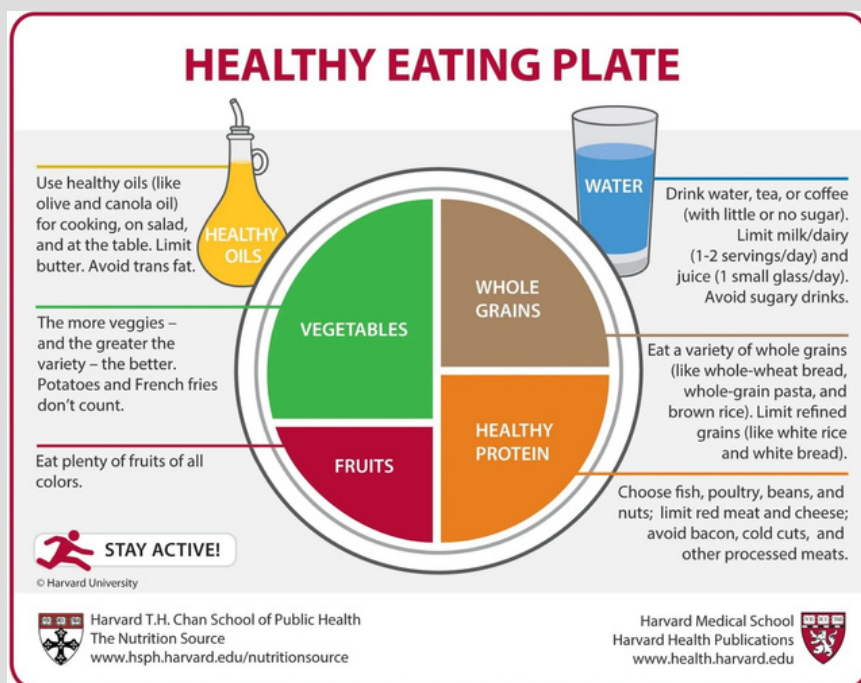 HEALTHY EATING PLATE
HEALTHY
OILS
Use healthy oils (like
olive and canola oil)
for cooking, on salad,
and at the table. Limit
butter. Avoid trans fat.
The more veggies –
and the greater the
variety – the better.
Potatoes and French fries
don’t count.
Eat plenty of fruits of all
colors.
VEGETABLES
FRUITS
WHOLE
GRAINS
HEALTHY
PROTEIN
WATER
Drink water, tea, or coffee
(with little or no sugar).
Limit milk/dairy
(1-2 servings/day) and
juice (1 small glass/day).
Avoid sugary drinks.
Eat a variety of whole grains
(like whole-wheat bread,
whole-grain pasta, and
brown rice). Limit refined
grains (like white rice
and white bread).
Choose fish, poultry, beans, and
nuts; limit red meat and cheese;
avoid bacon, cold cuts, and
other processed meats.
STAY ACTIVE!
© Harvard University
Harvard T.H. Chan School of Public Health
The Nutrition Source
www.hsph.harvard.edu/nutritionsource
Harvard Medical School
Harvard Health Publications
www.health.harvard.edu